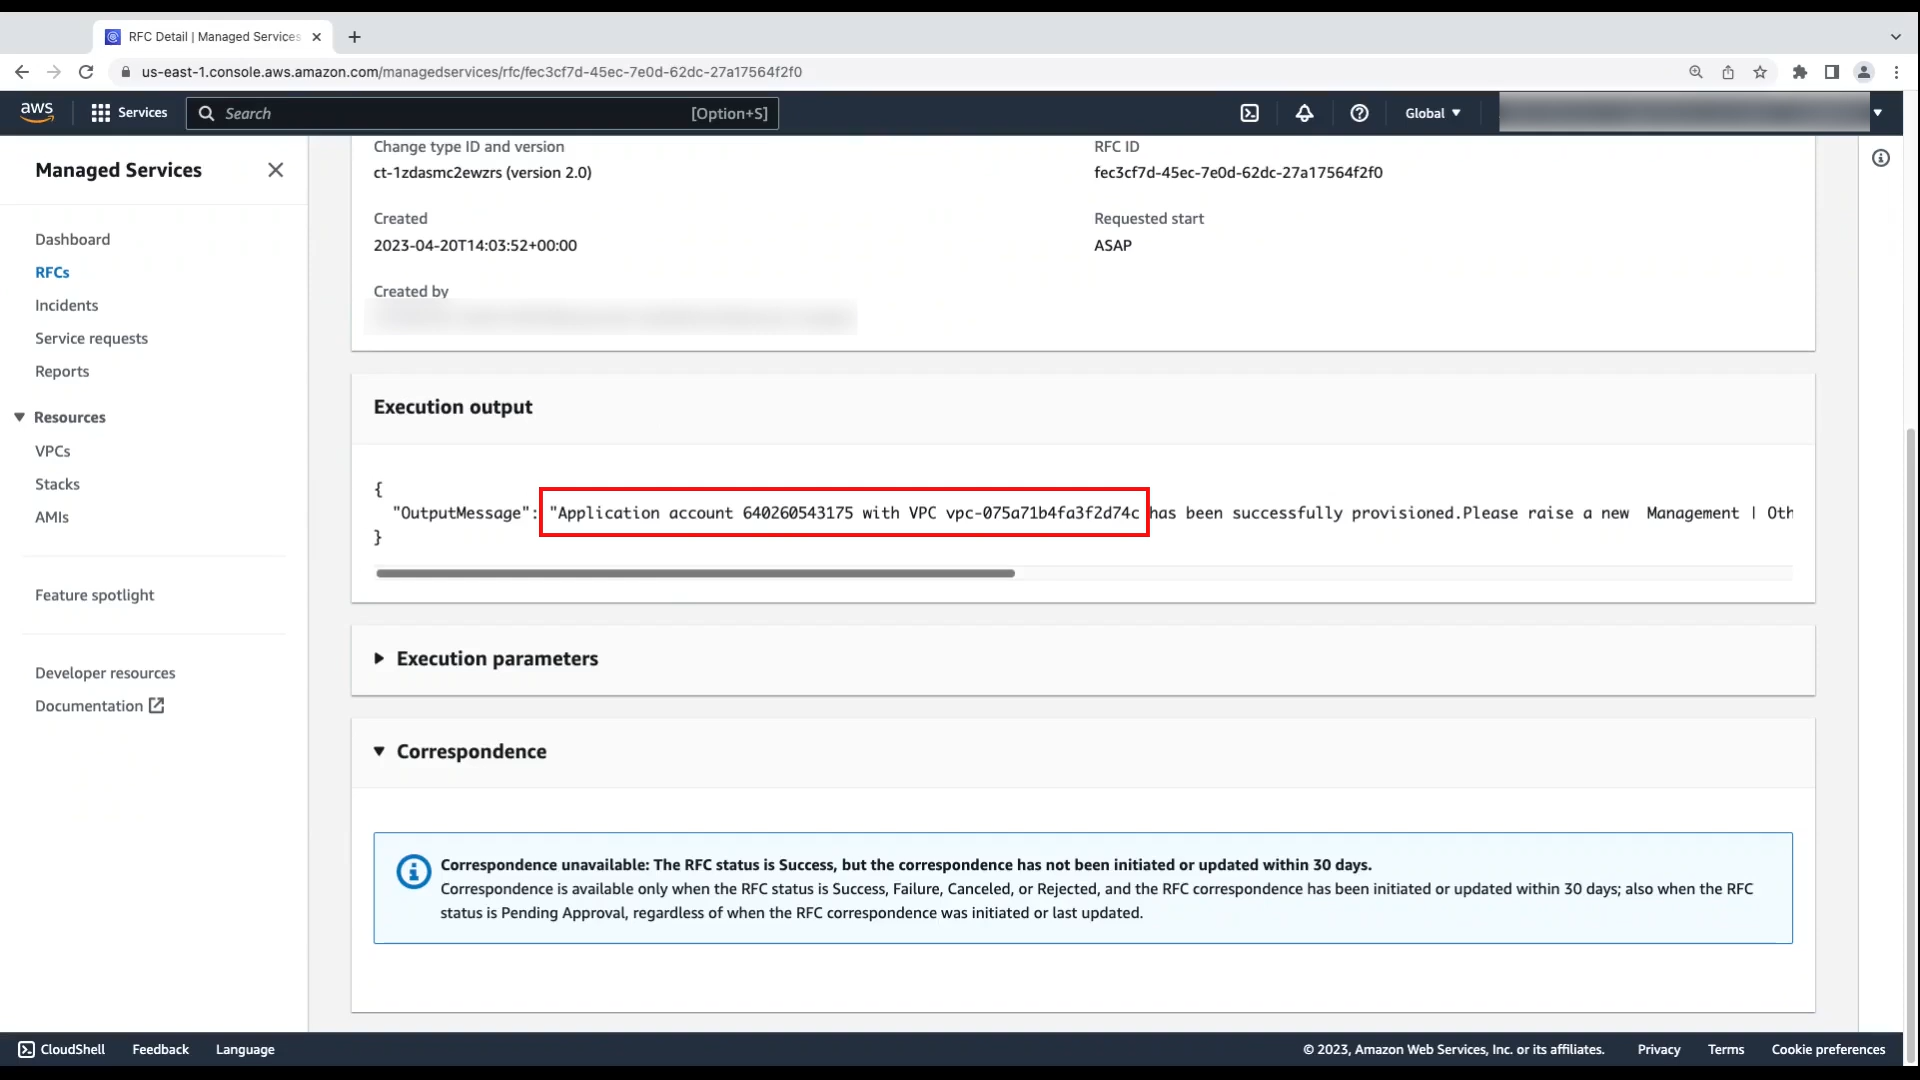 RFC Detail | Managed Services
us-east-1.console.aws.amazon.com/managedservices/rfc/fec3cf7d-45ec-7e0d-62dc-27a17564f2f0
aws
Services
Search
[Option+S]
Global
Managed Services
Dashboard
RFCs
Incidents
Service requests
Reports
Resources
VPCs
Stacks
AMIs
Feature spotlight
Developer resources
Documentation
Change type ID and version
ct-1zdasmc2ewzrs (version 2.0)
RFC ID
fec3cf7d-45ec-7e0d-62dc-27a17564f2f0
Created
2023-04-20T14:03:52+00:00
Requested start
ASAP
Created by
Execution output
{
"OutputMessage": "Application account 640260543175 with VPC vpc-075a71b4fa3f2d74c has been successfully provisioned.Please raise a new  Management | Oth
}
Execution parameters
Correspondence
Correspondence unavailable: The RFC status is Success, but the correspondence has not been initiated or updated within 30 days.
Correspondence is available only when the RFC status is Success, Failure, Canceled, or Rejected, and the RFC correspondence has been initiated or updated within 30 days; also when the RFC
status is Pending Approval, regardless of when the RFC correspondence was initiated or last updated.
CloudShell
Feedback
Language
© 2023, Amazon Web Services, Inc. or its affiliates.
Privacy
Terms
Cookie preferences